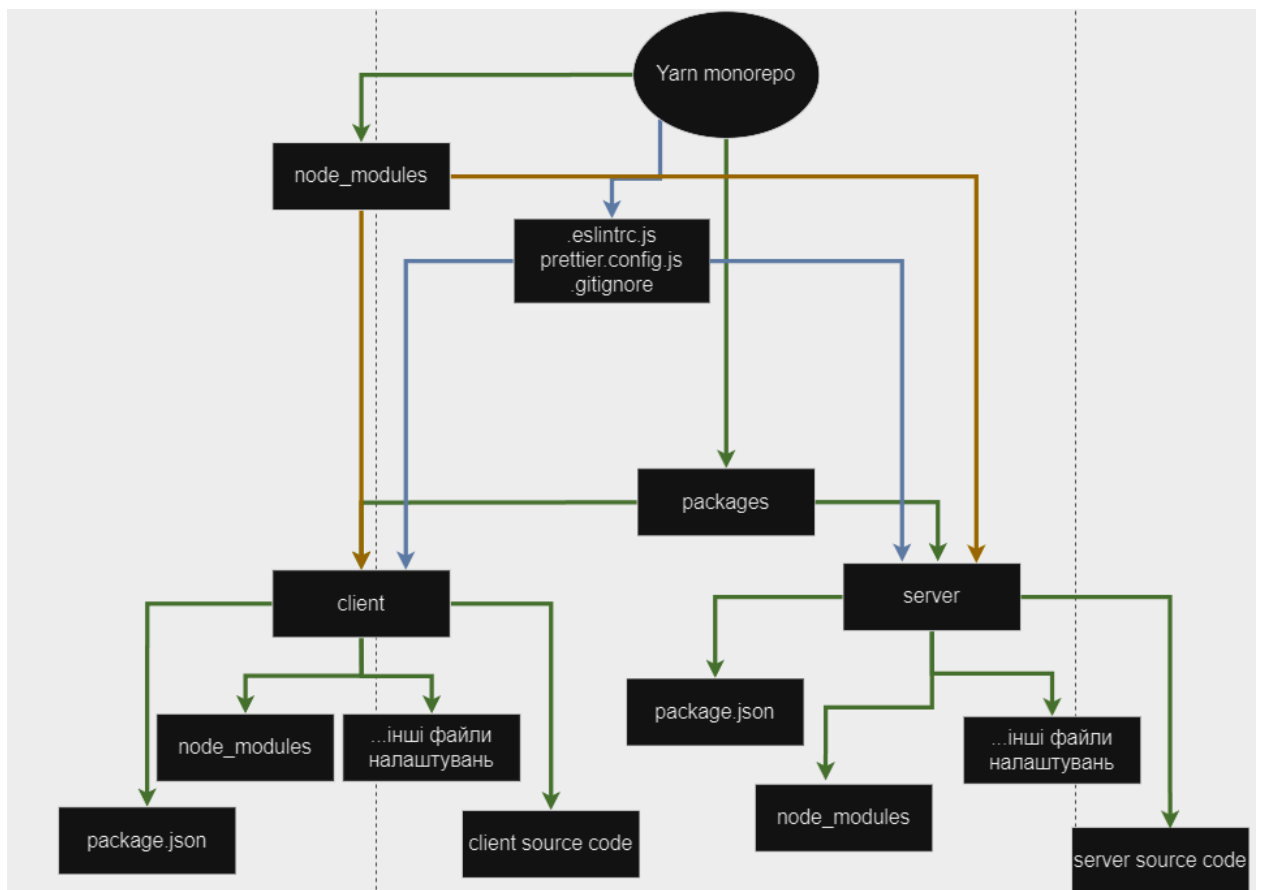 Yarn monorepo
node_modules
.eslintrc.js
prettier.config.js
.gitignore
packages
client
server
package.json
node_modules
...інші файли
налаштувань
client source code
package.json
node_modules
...інші файли
налаштувань
server source code